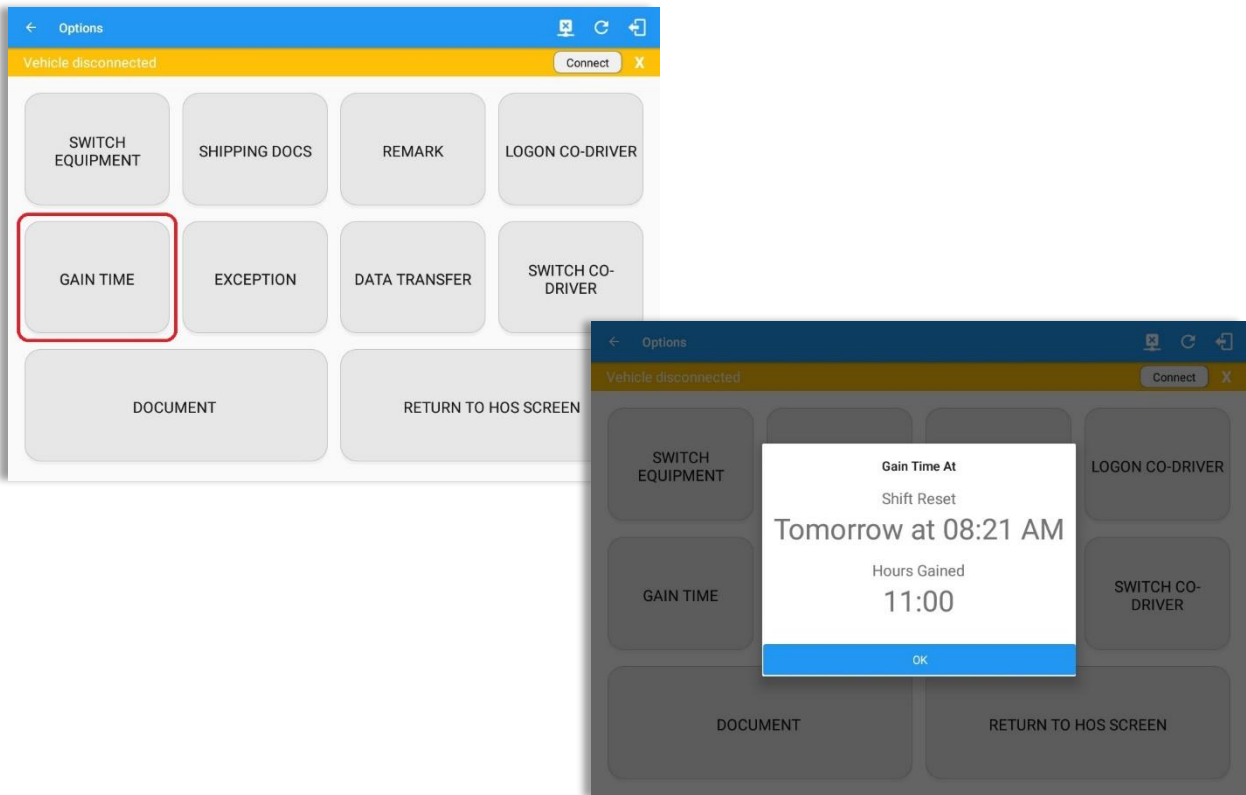 Options
Vehicle disconnected
Connect
X
SWITCH
EQUIPMENT
SHIPPING DOCS
REMARK
LOGON CO-DRIVER
GAIN TIME
EXCEPTION
DATA TRANSFER
SWITCH CO-
DRIVER
DOCUMENT
RETURN TO HOS SCREEN
Options
Vehicle disconnected
Connect
X
SWITCH
EQUIPMENT
LOGON CO-DRIVER
GAIN TIME
SWITCH CO-
DRIVER
DOCUMENT
RETURN TO HOS SCREEN
Gain Time At
Shift Reset
Tomorrow at 08:21 AM
Hours Gained
11:00
OK